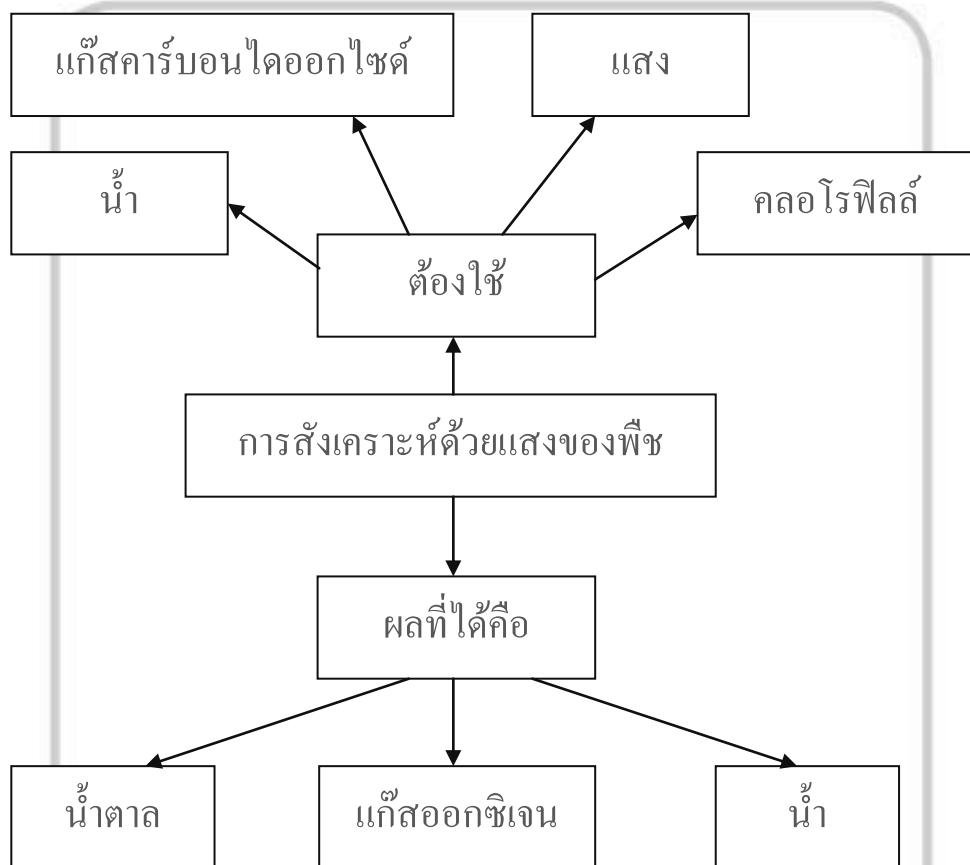 แก๊สคาร์บอนไดออกไซด์
แสง
น้ำ
คลอโรฟิลล์
ต้องใช้
การสังเคราะห์ด้วยแสงของพืช
ผลที่ได้คือ
น้ำตาล
แก๊สออกซิเจน
น้ำ